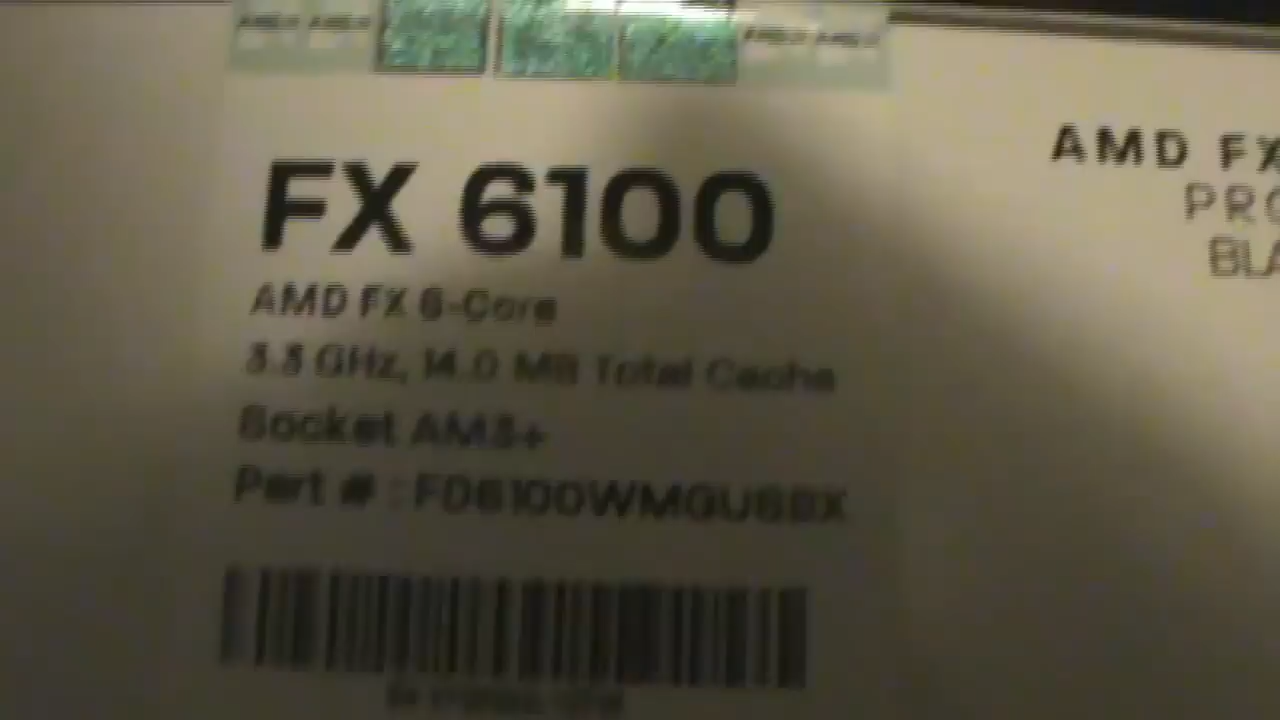 FX 6100
AMD FX 6-Core
3.3 GHz, 14.0 MB Total Cache
Socket AM3+
Part # : FD6100WMGUSBX
AMD FX
PRO
BLA